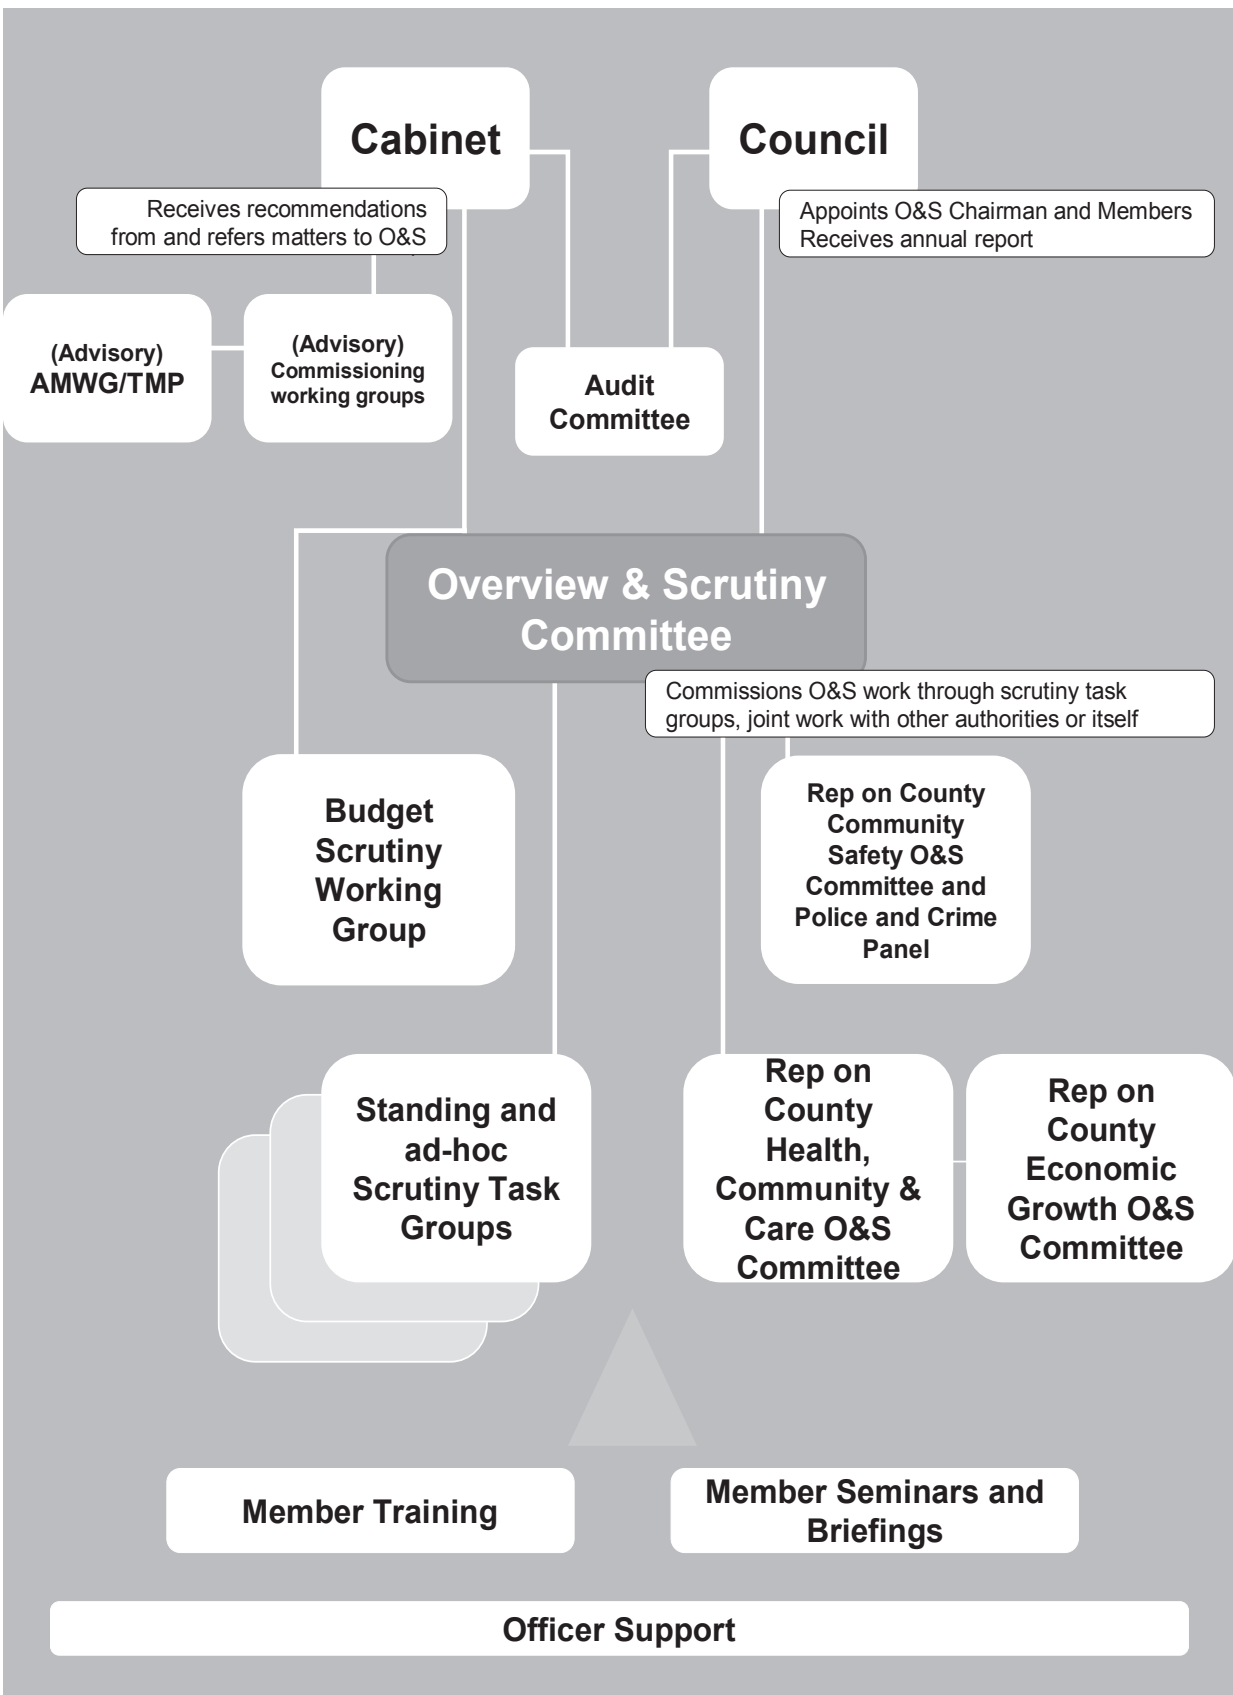 Cabinet
Council
Receives recommendations
from and refers matters to O&S
Appoints O&S Chairman and Members
Receives annual report
(Advisory)
AMWG/TMP
(Advisory)
Commissioning
working groups
Audit
Committee
Overview & Scrutiny
Committee
Commissions O&S work through scrutiny task
groups, joint work with other authorities or itself
Budget
Scrutiny
Working
Group
Rep on County
Community
Safety O&S
Committee and
Police and Crime
Panel
Standing and
ad-hoc
Scrutiny Task
Groups
Rep on
County
Health,
Community &
Care O&S
Committee
Rep on
County
Economic
Growth O&S
Committee
Member Training
Member Seminars and
Briefings
Officer Support